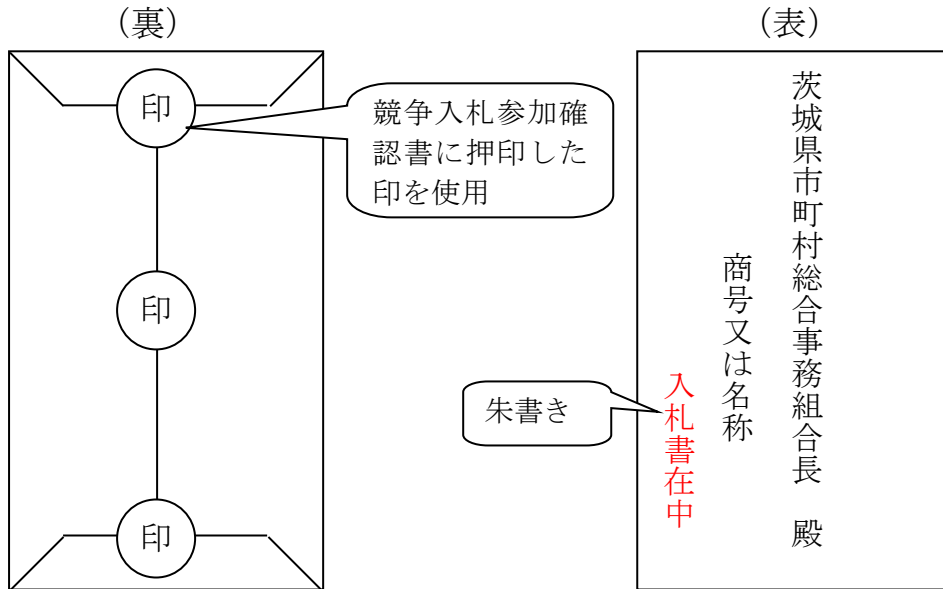 （裏）
印
競争入札参加確
認書に押印した
印を使用
印
印
（表）
茨城県市町村総合事務組合長　殿
商号又は名称
入札書在中
朱書き